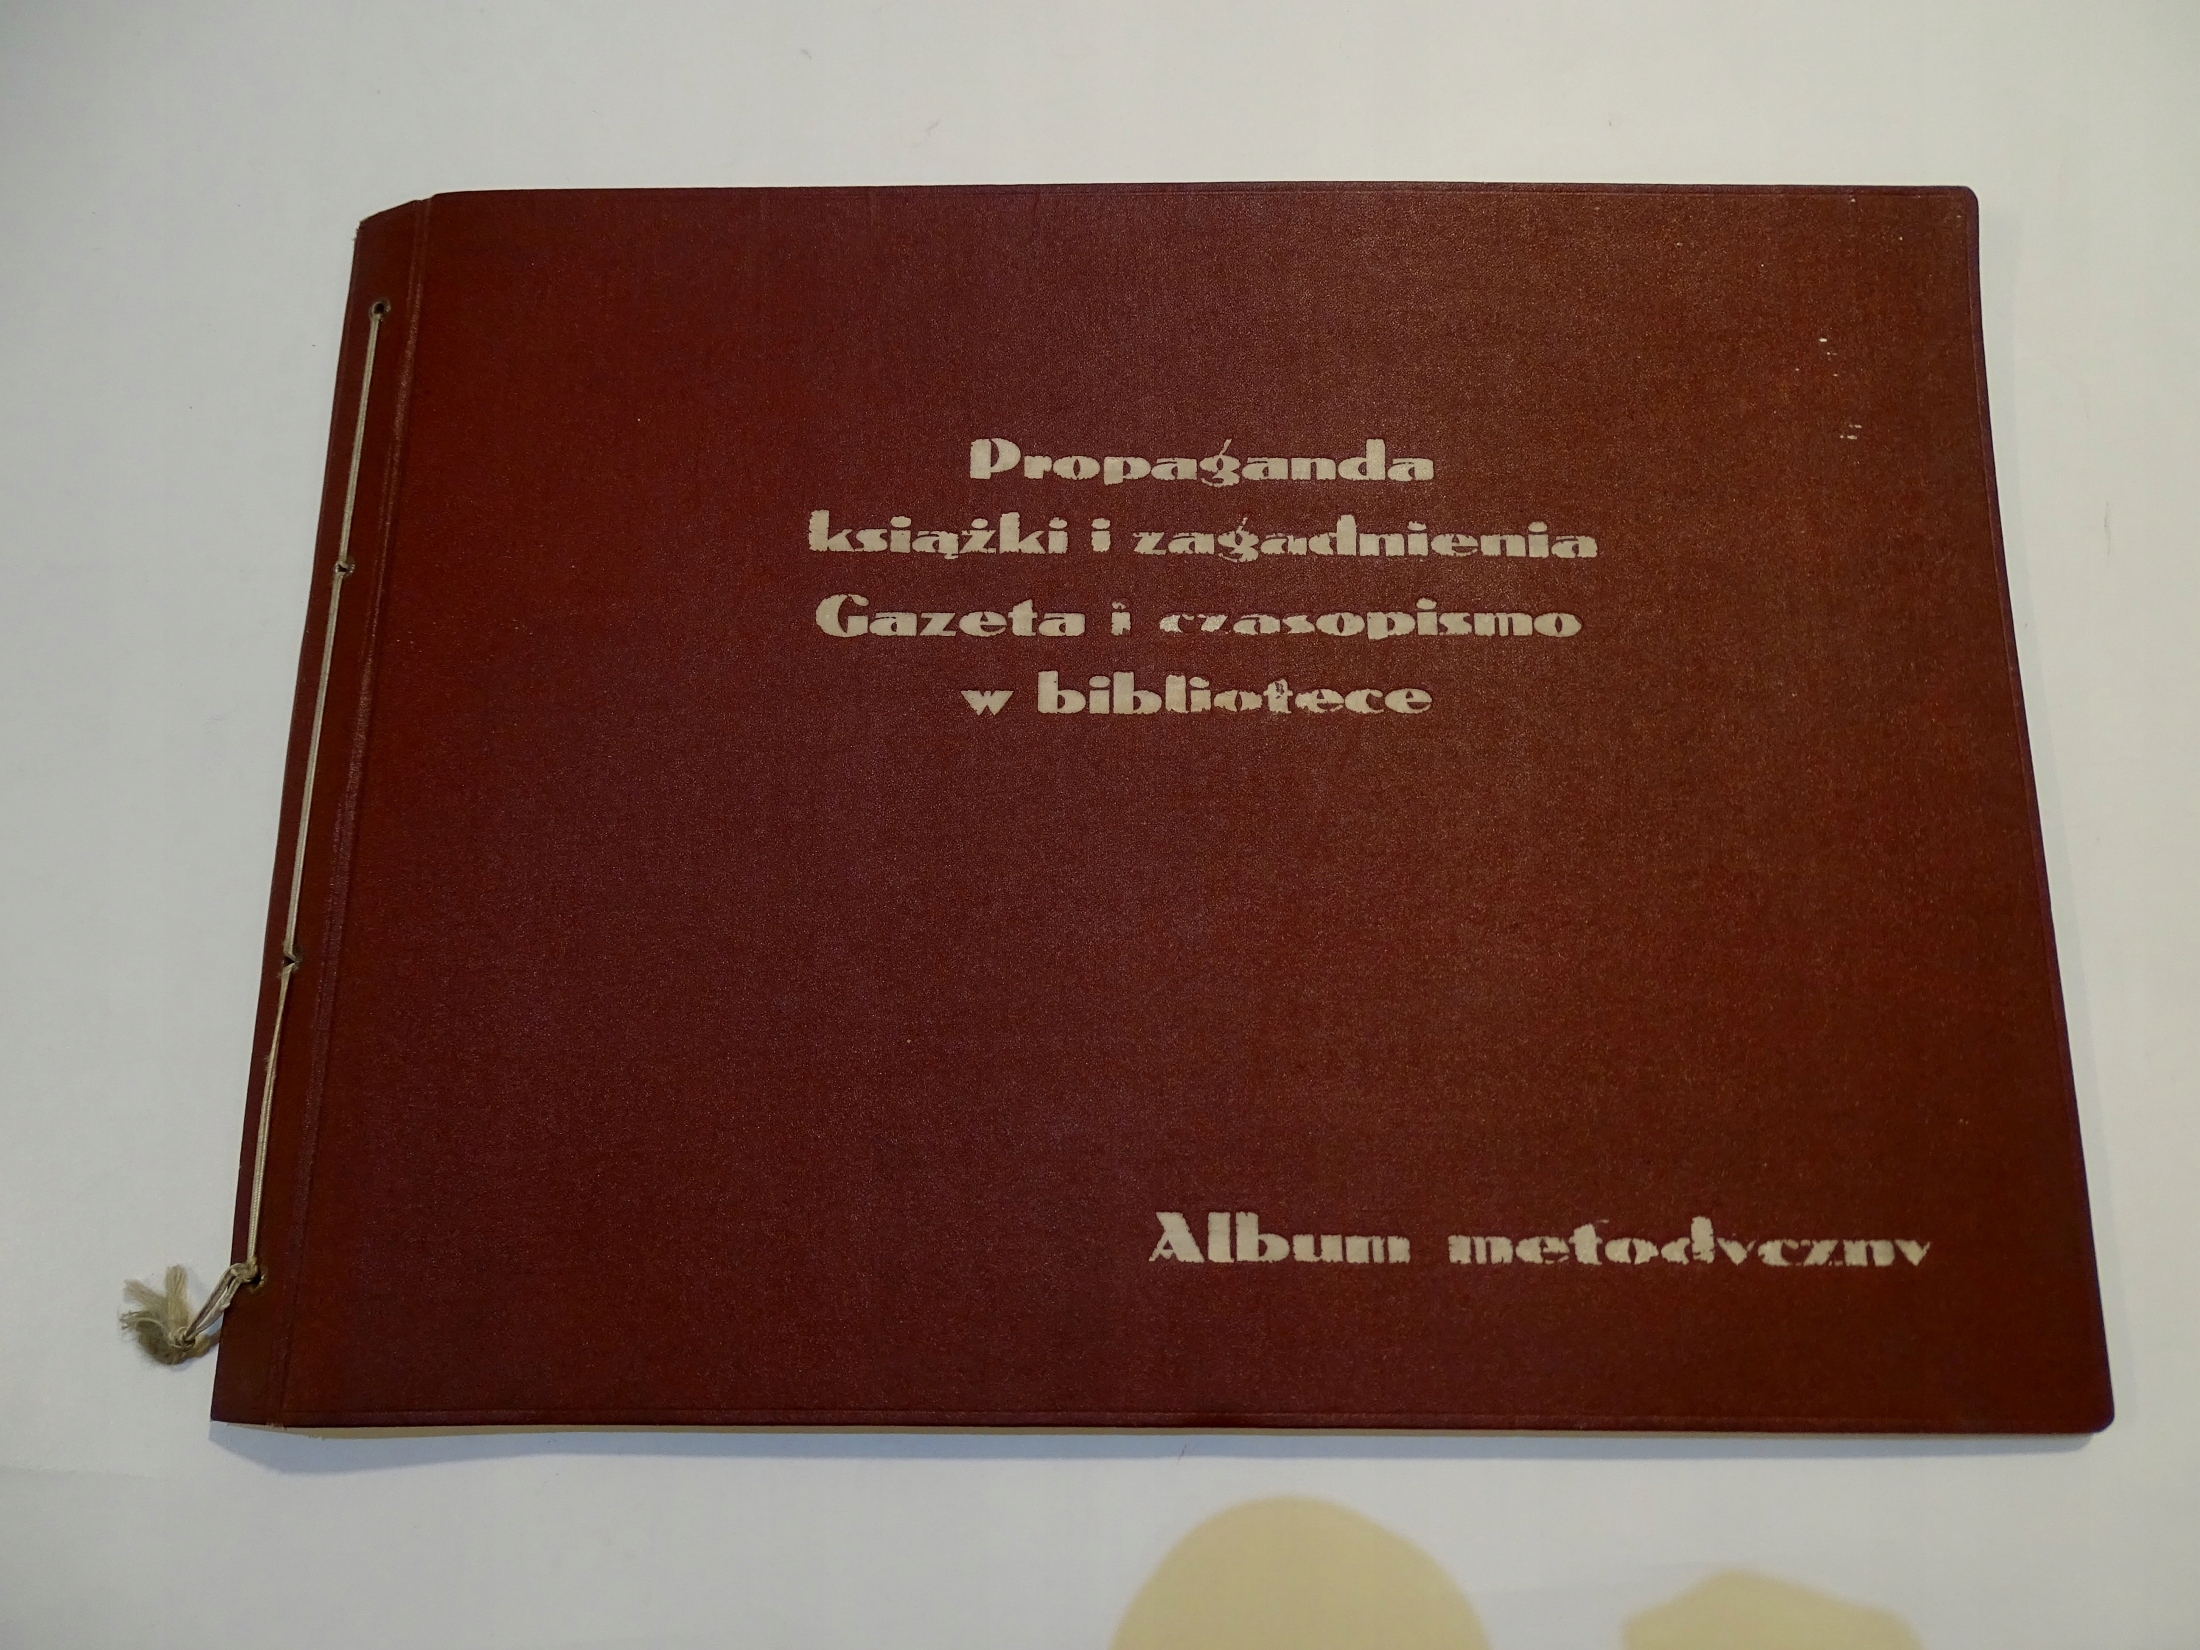 Propaganda
książki i zagadnienia
Gazeta i czasopismo
w bibliotece
Album metodyczny